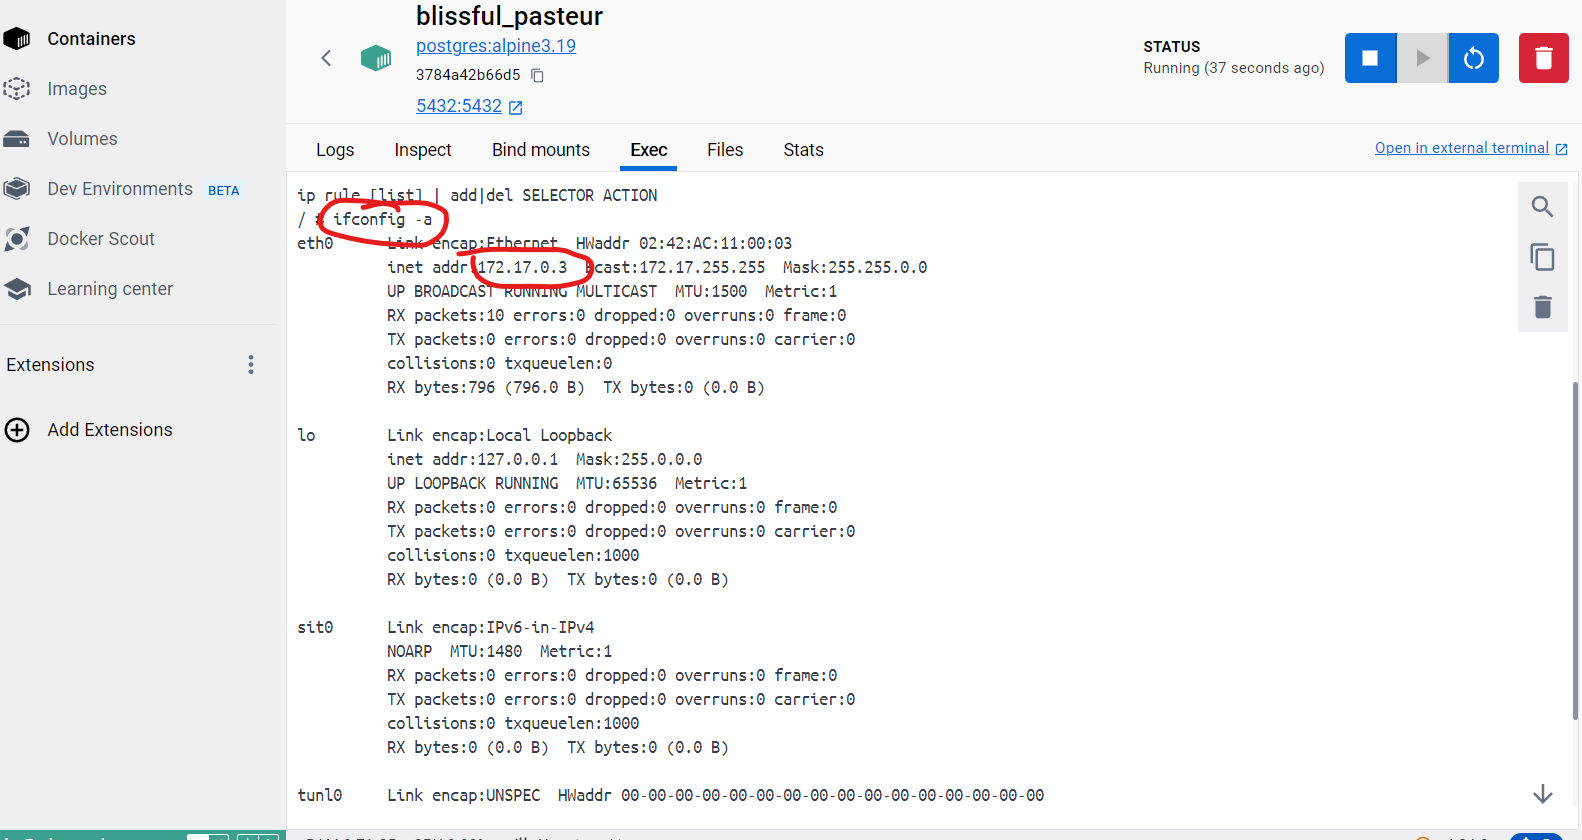 Containers
Images
Volumes
Dev Environments BETA
Docker Scout
Learning center
Extensions
Add Extensions
blissful_pasteur
postgres:alpine3.19
3784a42b66d5
5432:5432
STATUS
Running (37 seconds ago)
Logs Inspect Bind mounts Exec Files Stats
Open in external terminal
ip rule [list] | add|del SELECTOR ACTION
/ # ifconfig -a
eth0 Link encap:Ethernet HWaddr 02:42:AC:11:00:03
inet addr:172.17.0.3 Bcast:172.17.255.255 Mask:255.255.0.0
UP BROADCAST RUNNING MULTICAST MTU:1500 Metric:1
RX packets:10 errors:0 dropped:0 overruns:0 frame:0
TX packets:0 errors:0 dropped:0 overruns:0 carrier:0
collisions:0 txqueuelen:0
RX bytes:796 (796.0 B) TX bytes:0 (0.0 B)
lo Link encap:Local Loopback
inet addr:127.0.0.1 Mask:255.0.0.0
UP LOOPBACK RUNNING MTU:65536 Metric:1
RX packets:0 errors:0 dropped:0 overruns:0 frame:0
TX packets:0 errors:0 dropped:0 overruns:0 carrier:0
collisions:0 txqueuelen:1000
RX bytes:0 (0.0 B) TX bytes:0 (0.0 B)
sit0 Link encap:IPv6-in-IPv4
NOARP MTU:1480 Metric:1
RX packets:0 errors:0 dropped:0 overruns:0 frame:0
TX packets:0 errors:0 dropped:0 overruns:0 carrier:0
collisions:0 txqueuelen:1000
RX bytes:0 (0.0 B) TX bytes:0 (0.0 B)
tunl0 Link encap:UNSPEC HWaddr 00-00-00-00-00-00-00-00-00-00-00-00-00-00-00-00